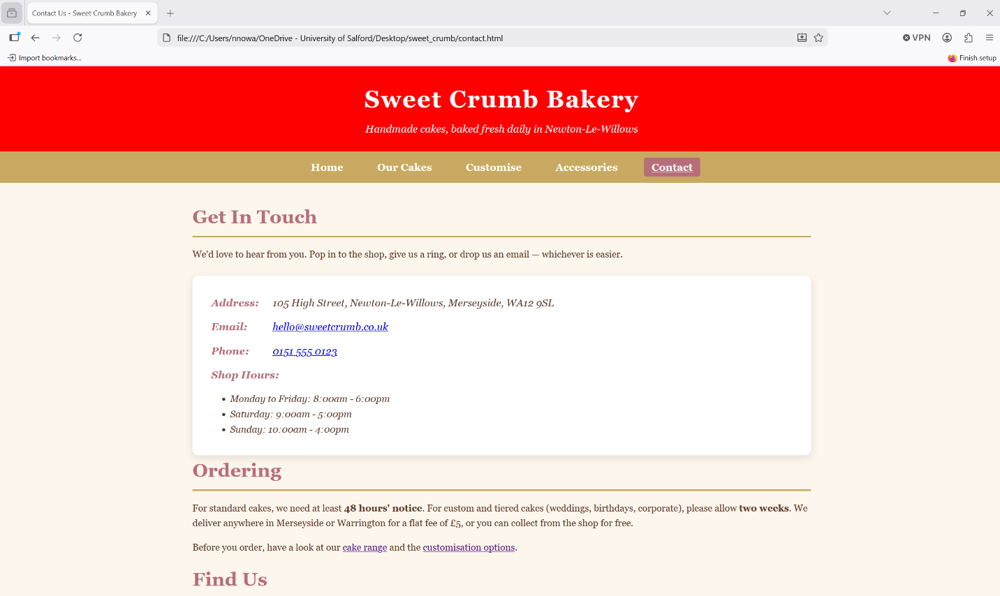 Contact Us - Sweet Crumb Bakery
file:///C:/Users/nnowa/OneDrive - University of Salford/Desktop/sweet_crumb/contact.html
VPN
Import bookmarks...
Finish setup
Sweet Crumb Bakery
Handmade cakes, baked fresh daily in Newton-Le-Willows
Home Our Cakes Customise Accessories Contact
Get In Touch
We'd love to hear from you. Pop in to the shop, give us a ring, or drop us an email — whichever is easier.
Address: 105 High Street, Newton-Le-Willows, Merseyside, WA12 9SL
Email: hello@sweetcrumb.co.uk
Phone: 0151 555 0123
Shop Hours:
• Monday to Friday: 8:00am - 6:00pm
• Saturday: 9:00am - 5:00pm
• Sunday: 10:00am - 4:00pm
Ordering
For standard cakes, we need at least 48 hours' notice. For custom and tiered cakes (weddings, birthdays, corporate), please allow two weeks. We
deliver anywhere in Merseyside or Warrington for a flat fee of £5, or you can collect from the shop for free.
Before you order, have a look at our cake range and the customisation options.
Find Us